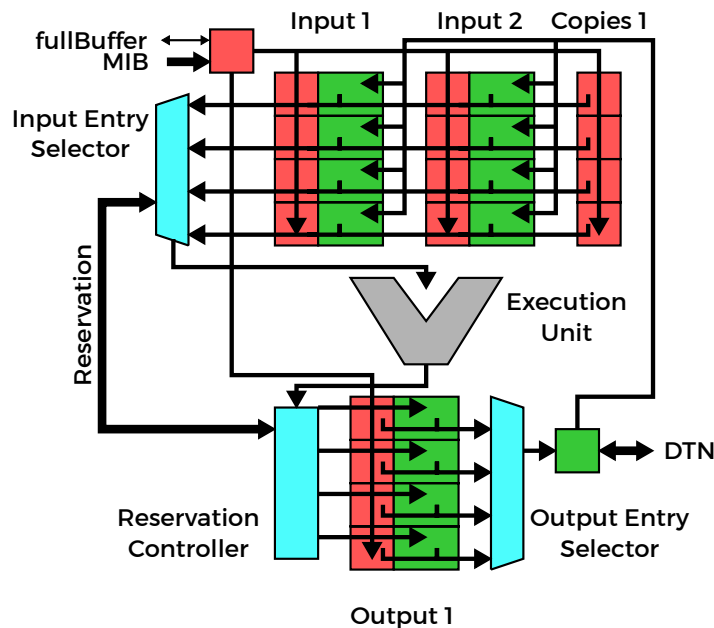 Input 1
Input 2
Copies 1
fullBuffer
MIB
Input Entry
Selector
Reservation
Execution
Unit
DTN
Reservation
Controller
Output Entry
Selector
Output 1